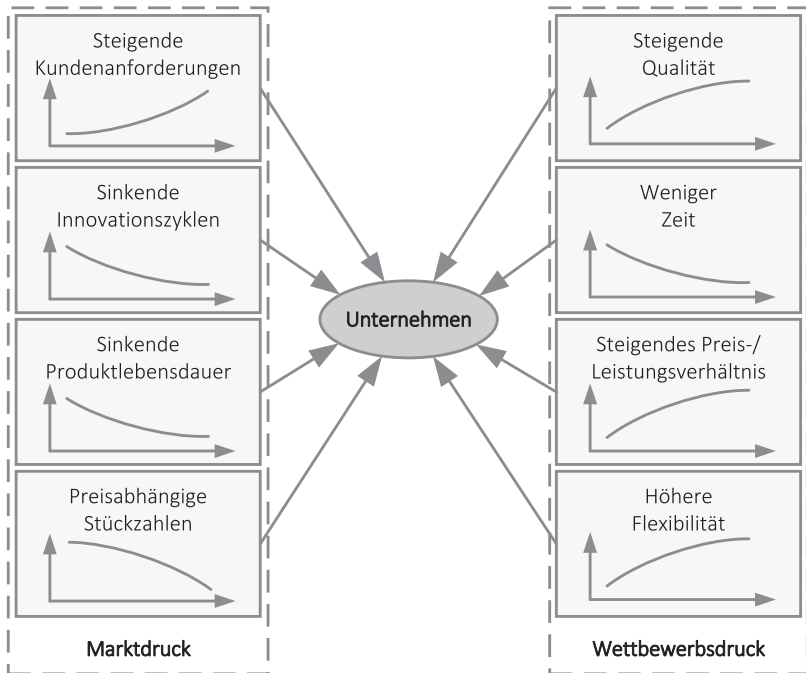 Steigende
Kundenanforderungen
Sinkende
Innovationszyklen
Sinkende
Produktlebensdauer
Preisabhängige
Stückzahlen
Marktdruck
Unternehmen
Steigende
Qualität
Weniger
Zeit
Steigendes Preis-/
Leistungsverhältnis
Höhere
Flexibilität
Wettbewerbsdruck